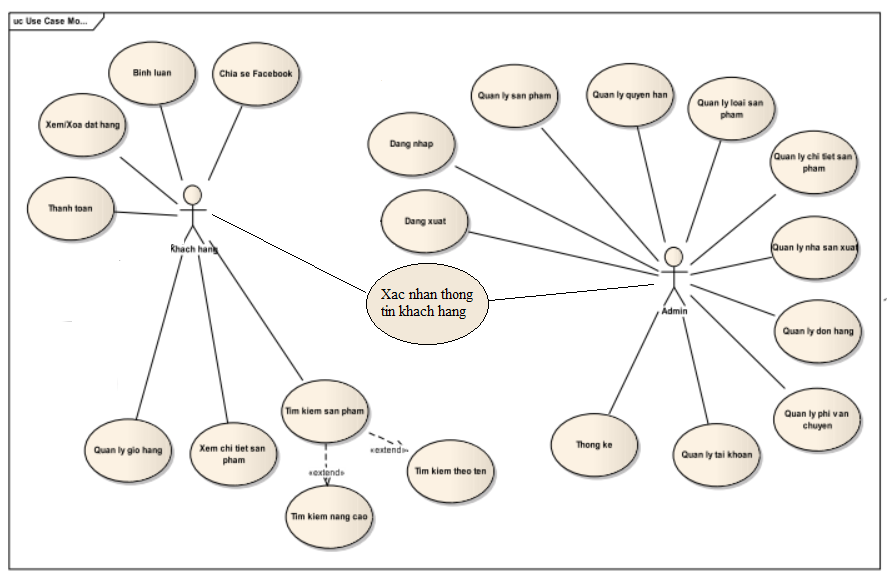 uc Use Case Mo...
Binh luan
Chia se Facebook
Xem/Xoa dat hang
Thanh toan
Khach hang
Quan ly gio hang
Xem chi tiet san
pham
Tim kiem san pham
«extend»
«extend»
Tim kiem theo ten
Tim kiem nang cao
Xac nhan thong
tin khach hang
Dang nhap
Dang xuat
Quan ly san pham
Quan ly quyen han
Quan ly loai san
pham
Quan ly chi tiet san
pham
Quan ly nha san xuat
Admin
Quan ly don hang
Quan ly phi van
chuyen
Quan ly tai khoan
Thong ke